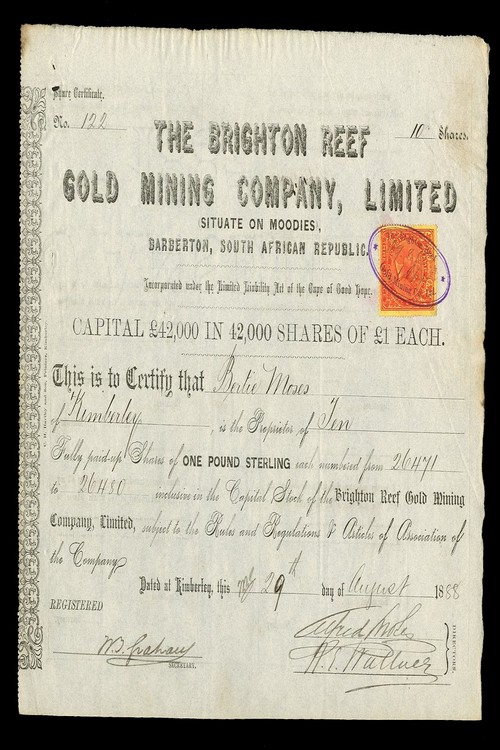 Share Certificate.
No. 122
10 Shares.
THE BRIGHTON REEF
GOLD MINING COMPANY, LIMITED
(SITUATE ON MOODIES),
BARBERTON, SOUTH AFRICAN REPUBLIC.
Incorporated under the Limited Liability Act of the Cape of Good Hope.
CAPITAL £42,000 IN 42,000 SHARES OF £1 EACH.
This is to Certify that Bertie Moses
of Kimberley, is the Proprietor of Ten
Fully paid-up Shares of ONE POUND STERLING each numbered from 26471
to 26480 inclusive in the Capital Stock of the Brighton Reef Gold Mining
Company, Limited, subject to the Rules and Regulations & Articles of Association of
the Company
Dated at Kimberley, this 29th day of August 1888
REGISTERED
W.B. Graham
SECRETARY.
Alfred
DIRECTORS.